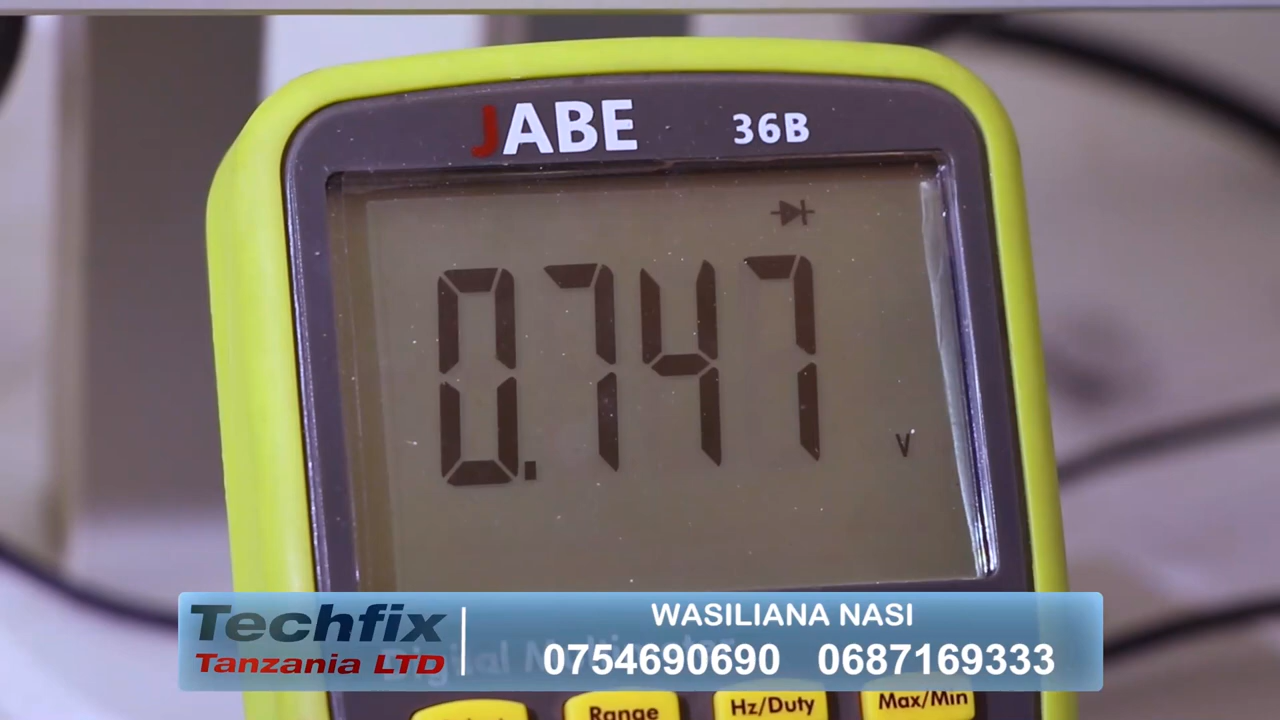 JABE 36B
0.747
V
Techfix
Tanzania LTD
WASILIANA NASI
0754690690 0687169333
Range
Hz/Duty
Max/Min